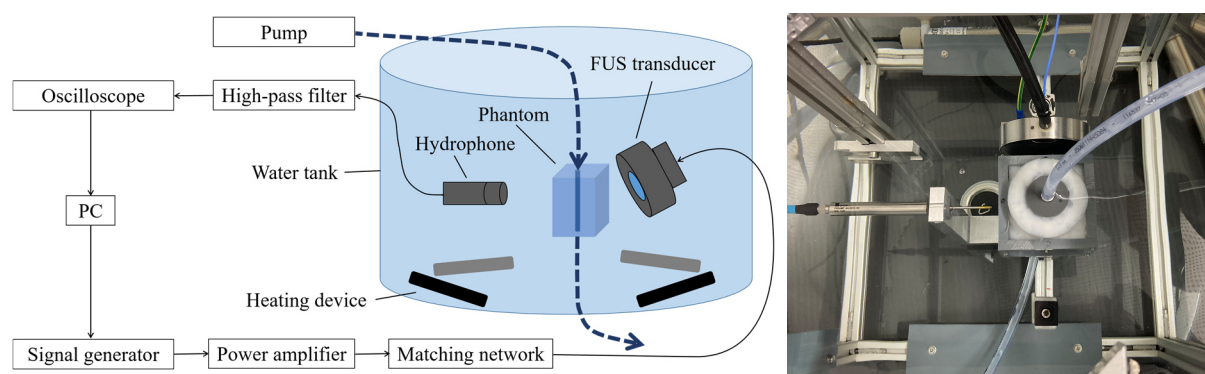 Pump
FUS transducer
Oscilloscope
High-pass filter
Phantom
Hydrophone
Water tank
PC
Heating device
Signal generator
Power amplifier
Matching network